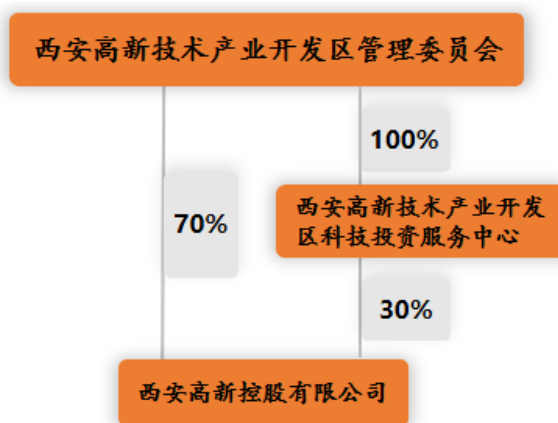 西安高新技术产业开发区管理委员会
100%
70%
西安高新技术产业开发
区科技投资服务中心
30%
西安高新控股有限公司